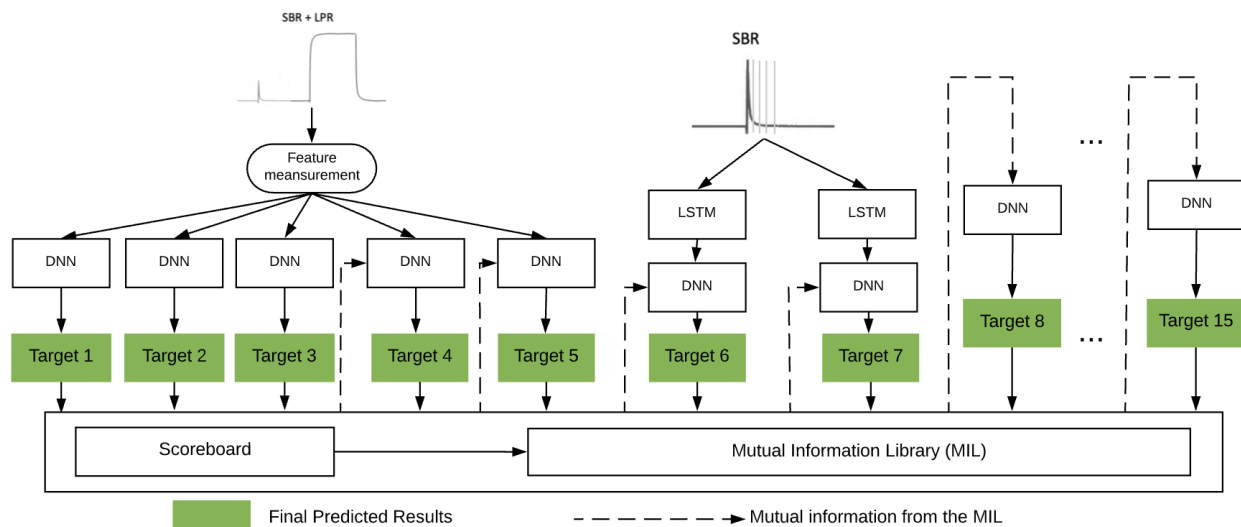 SBR + LPR
SBR
Feature
meansurement
...
LSTM
LSTM
DNN
DNN
DNN
DNN
DNN
DNN
DNN
DNN
DNN
Target 1
Target 2
Target 3
Target 4
Target 5
Target 6
Target 7
Target 8
...
Target 15
Scoreboard
Mutual Information Library (MIL)
Final Predicted Results
Mutual information from the MIL